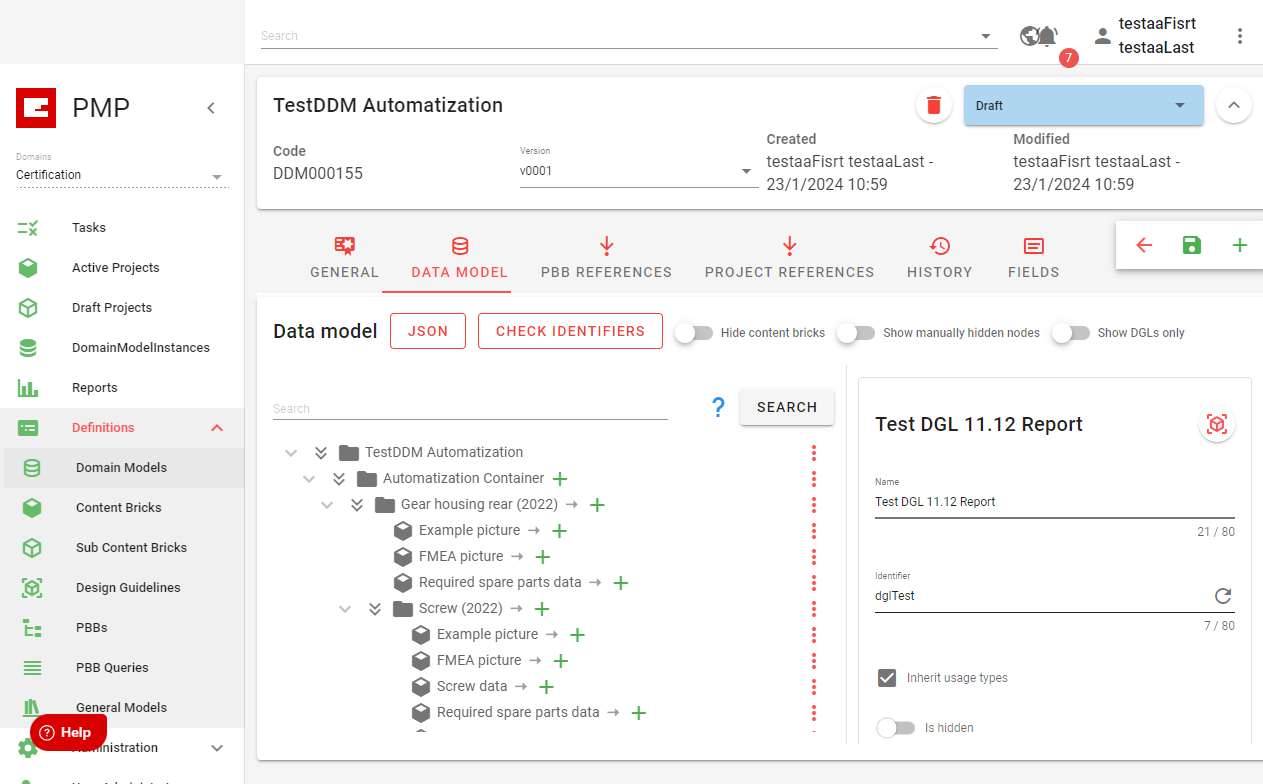 Search
7
testaaFisrt
testaaLast
PMP
Domains
Certification
Tasks
Active Projects
Draft Projects
DomainModelInstances
Reports
Definitions
Domain Models
Content Bricks
Sub Content Bricks
Design Guidelines
PBBs
PBB Queries
General Models
Help
Administration
TestDDM Automatization
Draft
Code
DDM000155
Version
v0001
Created
testaaFisrt testaaLast -
23/1/2024 10:59
Modified
testaaFisrt testaaLast -
23/1/2024 10:59
GENERAL
DATA MODEL
PBB REFERENCES
PROJECT REFERENCES
HISTORY
FIELDS
Data model
JSON
CHECK IDENTIFIERS
Hide content bricks
Show manually hidden nodes
Show DGLs only
Search
?
SEARCH
TestDDM Automatization
Automatization Container
Gear housing rear (2022)
Example picture
FMEA picture
Required spare parts data
Screw (2022)
Example picture
FMEA picture
Screw data
Required spare parts data
Test DGL 11.12 Report
Name
Test DGL 11.12 Report
21 / 80
Identifier
dglTest
7 / 80
Inherit usage types
Is hidden